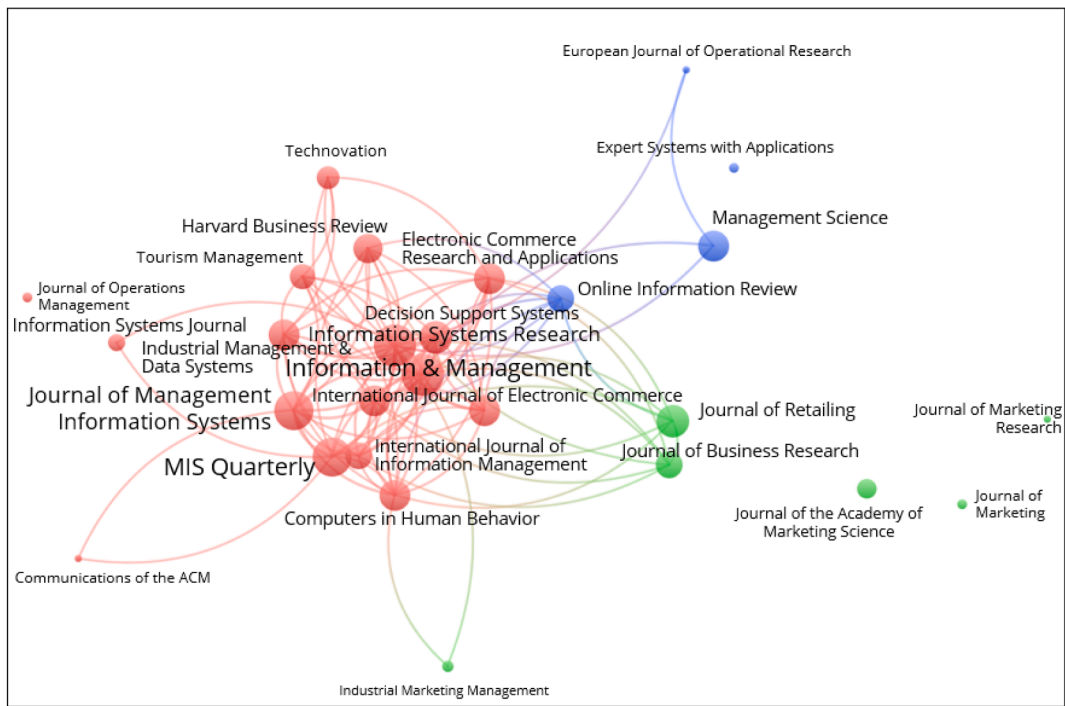 European Journal of Operational Research
Expert Systems with Applications
Technovation
Management Science
Harvard Business Review
Electronic Commerce
Research and Applications
Tourism Management
Online Information Review
Journal of Operations
Management
Decision Support Systems
Information Systems Journal
Information Systems Research
Industrial Management &
Data Systems
Information & Management
Journal of Management
Information Systems
International Journal of Electronic Commerce
Journal of Retailing
Journal of Marketing
Research
International Journal of
Information Management
Journal of Business Research
MIS Quarterly
Journal of
Marketing
Journal of the Academy of
Marketing Science
Computers in Human Behavior
Communications of the ACM
Industrial Marketing Management